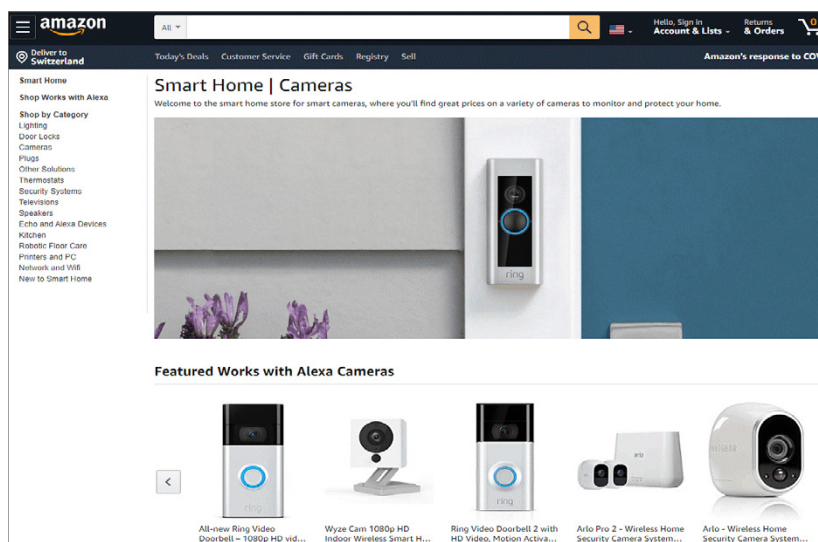 amazon
All
Hello, Sign in
Account & Lists
Returns
& Orders
0
Deliver to
Switzerland
Today's Deals Customer Service Gift Cards Registry Sell
Amazon's response to COV
Smart Home
Shop Works with Alexa
Shop by Category
Lighting
Door Locks
Cameras
Plugs
Other Solutions
Thermostats
Security Systems
Televisions
Speakers
Echo and Alexa Devices
Kitchen
Robotic Floor Care
Printers and PC
Network and Wifi
New to Smart Home
Smart Home | Cameras
Welcome to the smart home store for smart cameras, where you'll find great prices on a variety of cameras to monitor and protect your home.
ring
Featured Works with Alexa Cameras
ring
ring
arlo
NETGEAR
All-new Ring Video
Doorbell – 1080p HD vid...
Wyze Cam 1080p HD
Indoor Wireless Smart H...
Ring Video Doorbell 2 with
HD Video, Motion Activa...
Arlo Pro 2 - Wireless Home
Security Camera System...
Arlo - Wireless Home
Security Camera System...